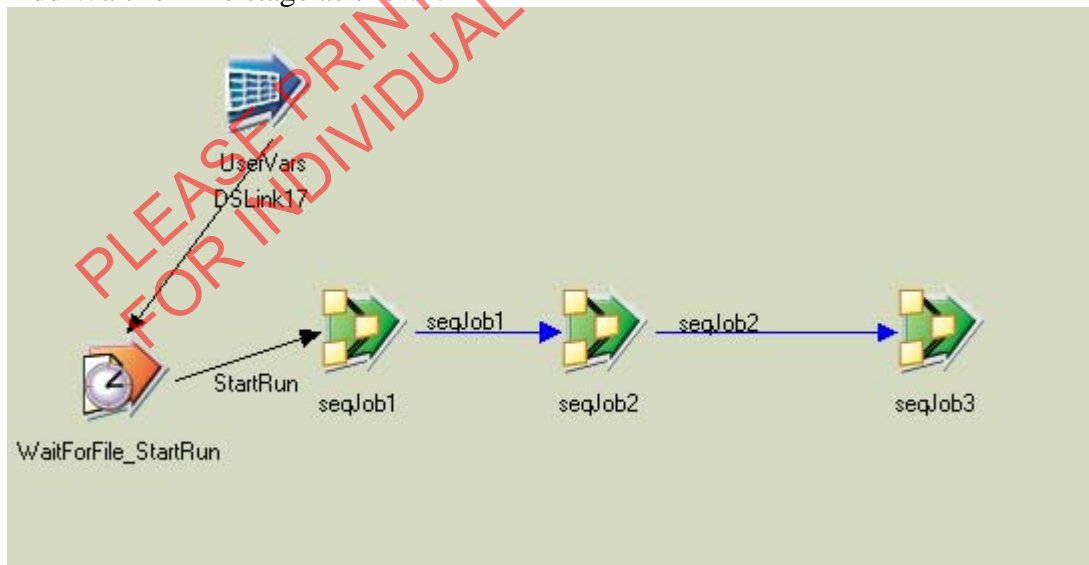 PLEASE PRIN
FOR INDIVIDUAL
UserVars
DSLink17
seqJob1
seqJob2
StartRun
seqJob1
seqJob2
seqJob3
WaitForFile_StartRun